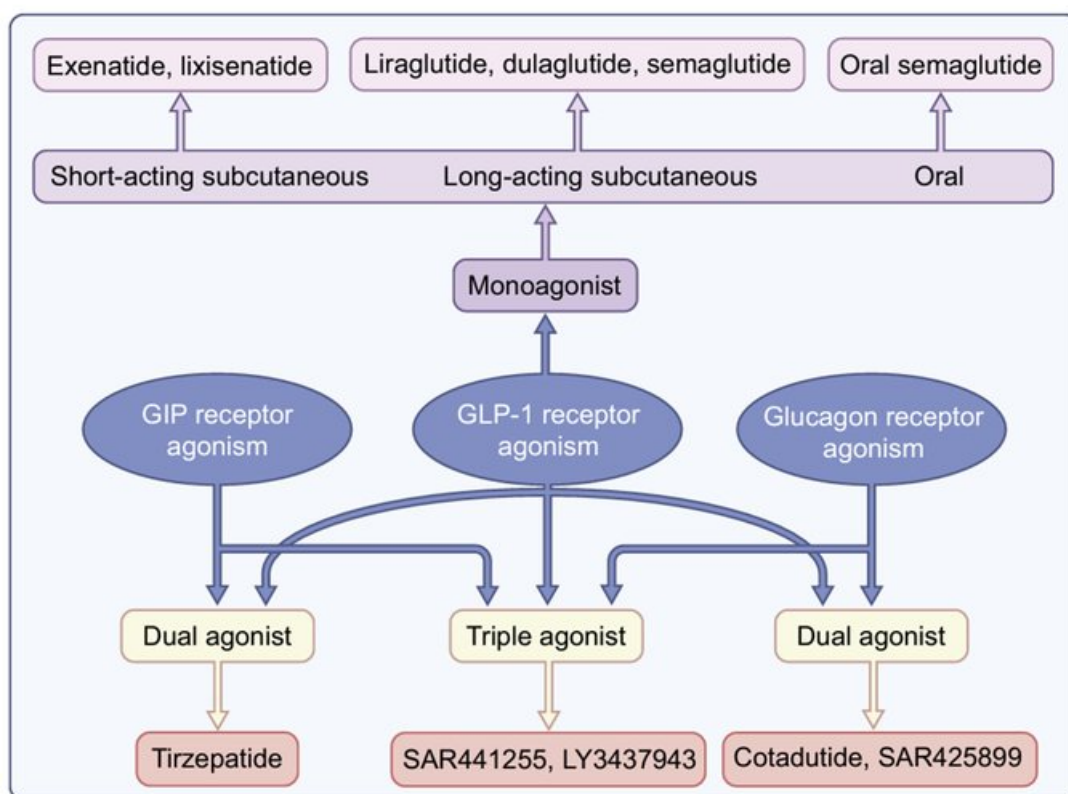 Exenatide, lixisenatide
Liraglutide, dulaglutide, semaglutide
Oral semaglutide
Short-acting subcutaneous
Long-acting subcutaneous
Oral
Monoagonist
GIP receptor
agonism
GLP-1 receptor
agonism
Glucagon receptor
agonism
Dual agonist
Triple agonist
Dual agonist
Tirzepatide
SAR441255, LY3437943
Cotadutide, SAR425899